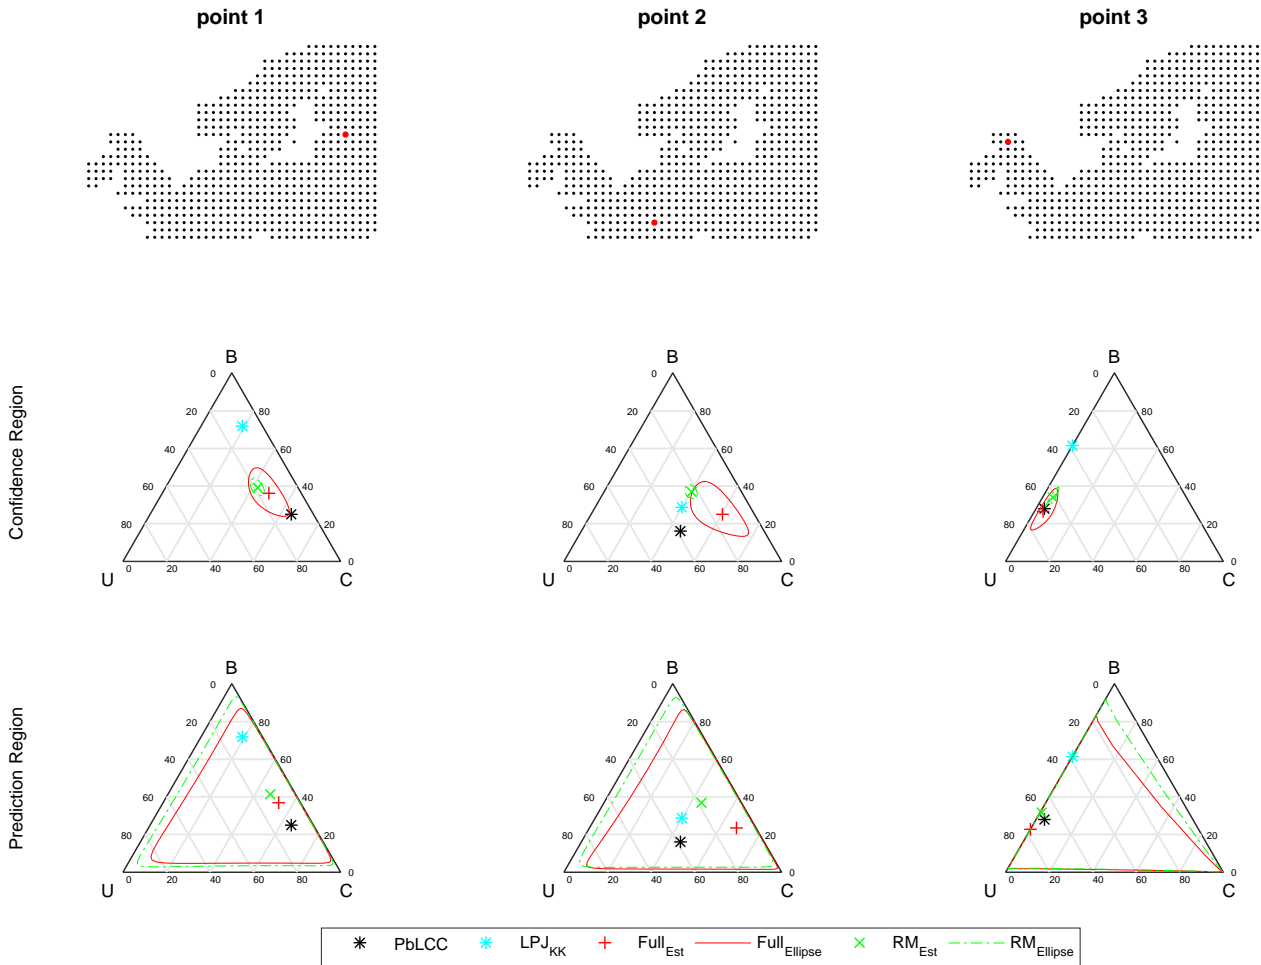 point 1 point 2 point 3
Confidence Region
B B B
0 0 0
20 80 20 80 20 80
40 60 40 60 40 60
60 40 60 40 60 40
80 20 80 20 80 20
0 20 40 60 80 0 0 20 40 60 80 0 0 20 40 60 80 0
U C U C U C
Prediction Region
B B B
0 0 0
20 80 20 80 20 80
40 60 40 60 40 60
60 40 60 40 60 40
80 20 80 20 80 20
0 20 40 60 80 0 0 20 40 60 80 0 0 20 40 60 80 0
U C U C U C
PbLCC LPJ_KK Full_Est Full_Ellipse RM_Est RM_Ellipse